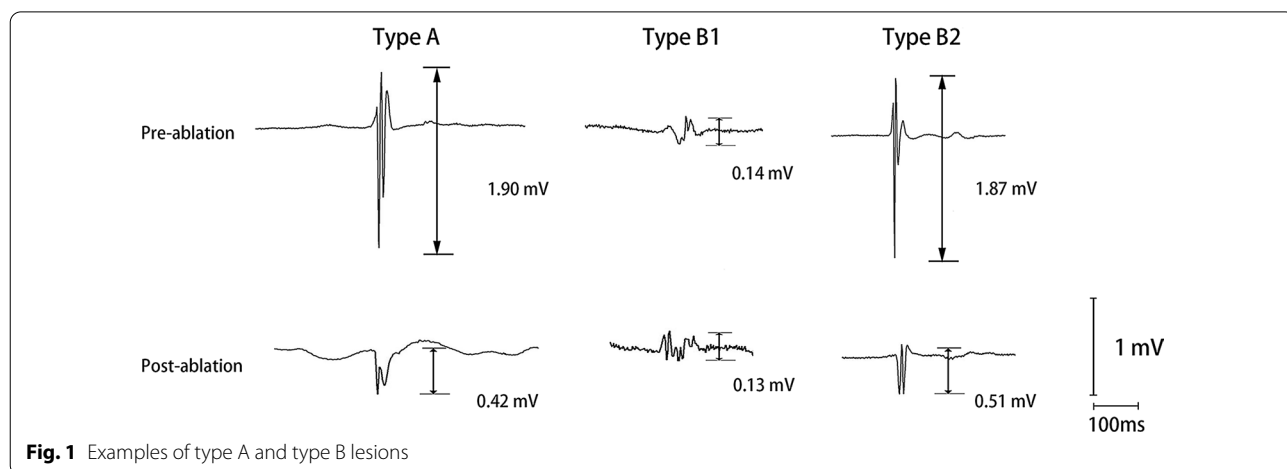 Type A Type B1 Type B2
Pre-ablation
1.90 mV 0.14 mV 1.87 mV
Post-ablation
0.42 mV 0.13 mV 0.51 mV
1 mV
100ms
Fig. 1 Examples of type A and type B lesions